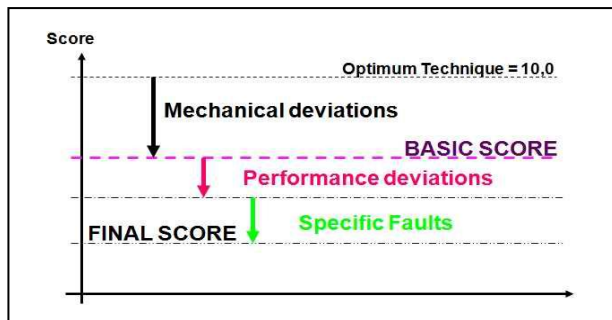 Score
Optimum Technique = 10,0
Mechanical deviations
BASIC SCORE
Performance deviations
Specific Faults
FINAL SCORE